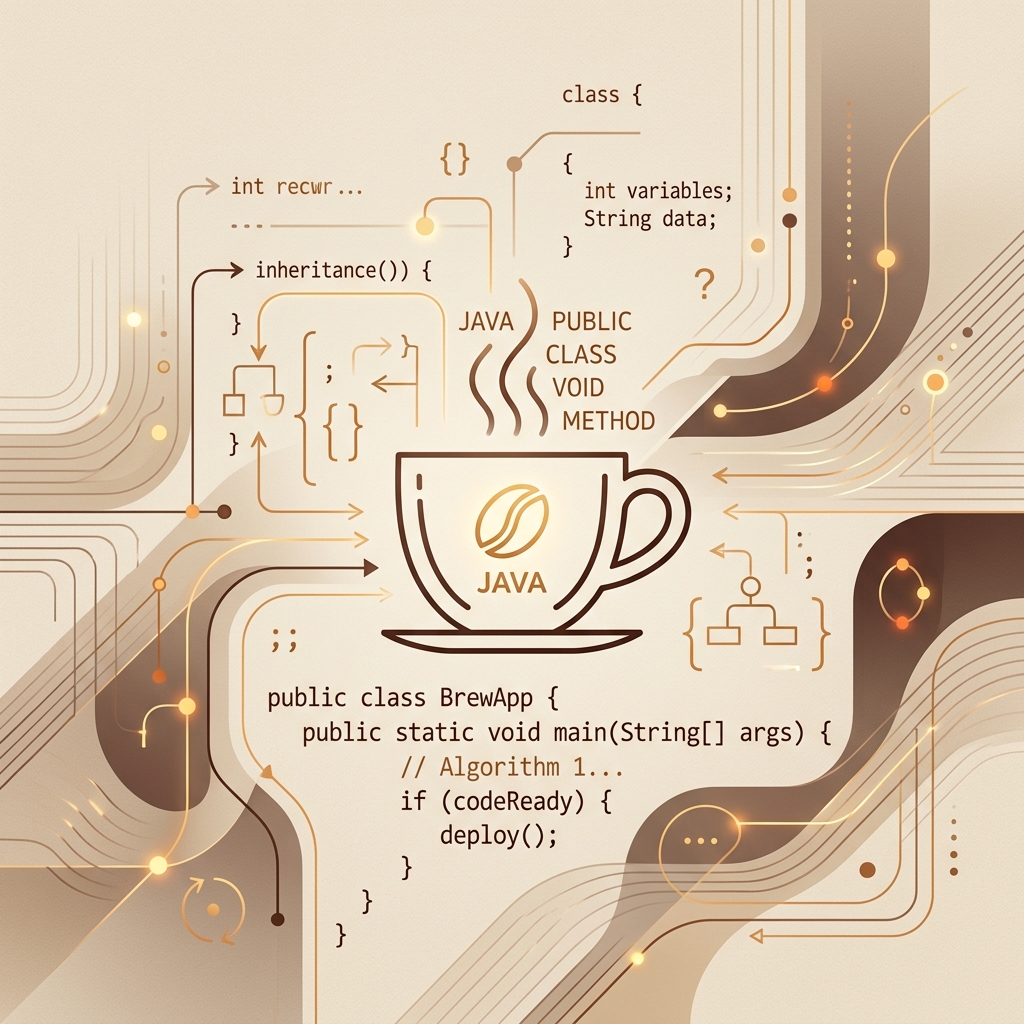 class {
{}
{
int recwr...
int variables;
String data;
}
inheritance()) {
?
}
JAVA
PUBLIC
CLASS
VOID
METHOD
{
;
}
{}
}
JAVA
:
;
{
}
;;
public class BrewApp {
public static void main(String[] args) {
// Algorithm 1...
if (codeReady) {
deploy();
}
}
}